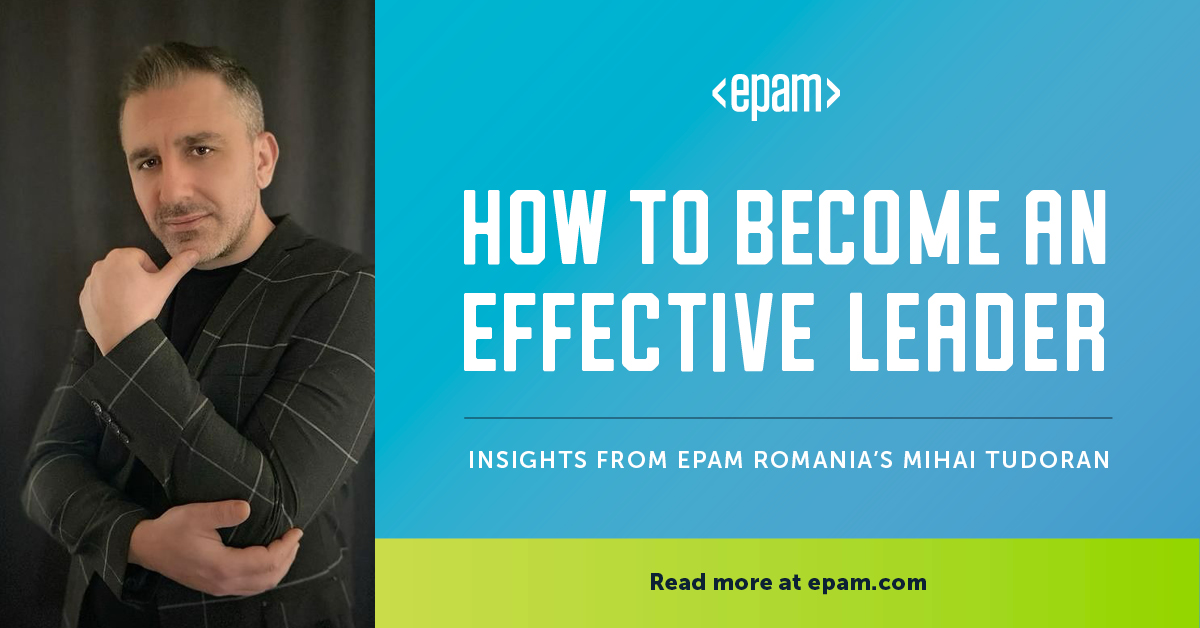 <epam>
HOW TO BECOME AN
EFFECTIVE LEADER
INSIGHTS FROM EPAM ROMANIA'S MIHAI TUDORAN
Read more at epam.com